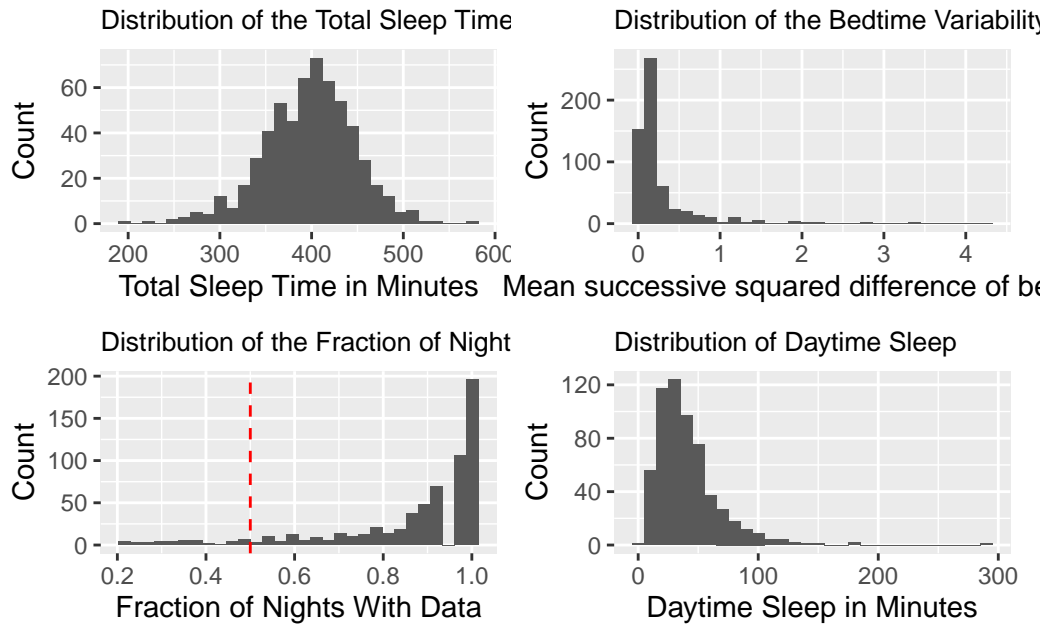 Distribution of the Total Sleep Time
Count
60
40
20
0
200 300 400 500 600
Total Sleep Time in Minutes
Distribution of the Bedtime Variability
Count
200
100
0
0 1 2 3 4
Mean successive squared difference of be
Distribution of the Fraction of Night
Count
200
150
100
50
0
0.2 0.4 0.6 0.8 1.0
Fraction of Nights With Data
Distribution of Daytime Sleep
Count
120
80
40
0
0 100 200 300
Daytime Sleep in Minutes